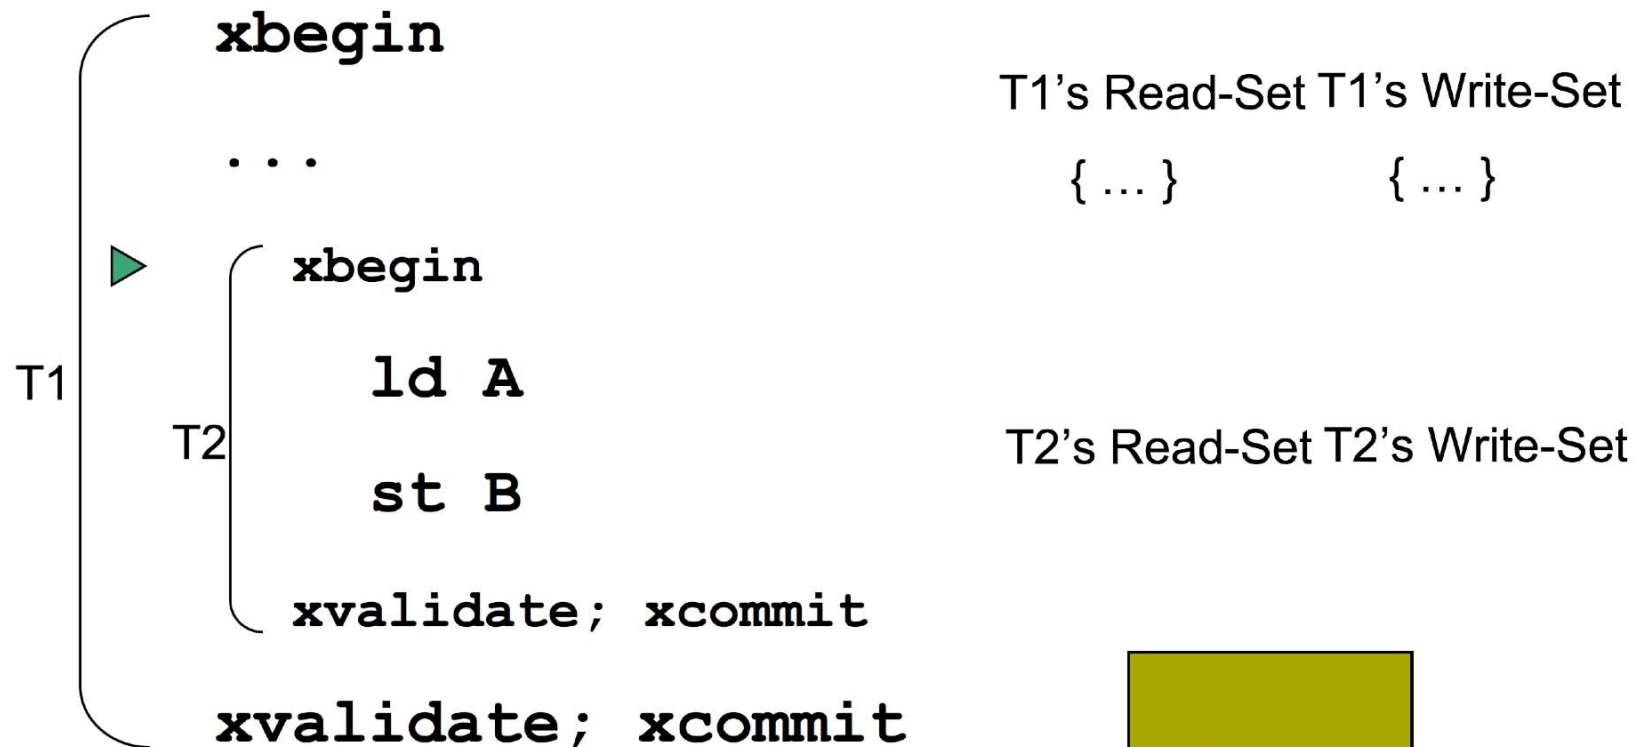 xbegin
T1's Read-Set T1's Write-Set
. . .
{ ... } { ... }
xbegin
ld A
T1
T2
T2's Read-Set T2's Write-Set
st B
xvalidate; xcommit
xvalidate; xcommit